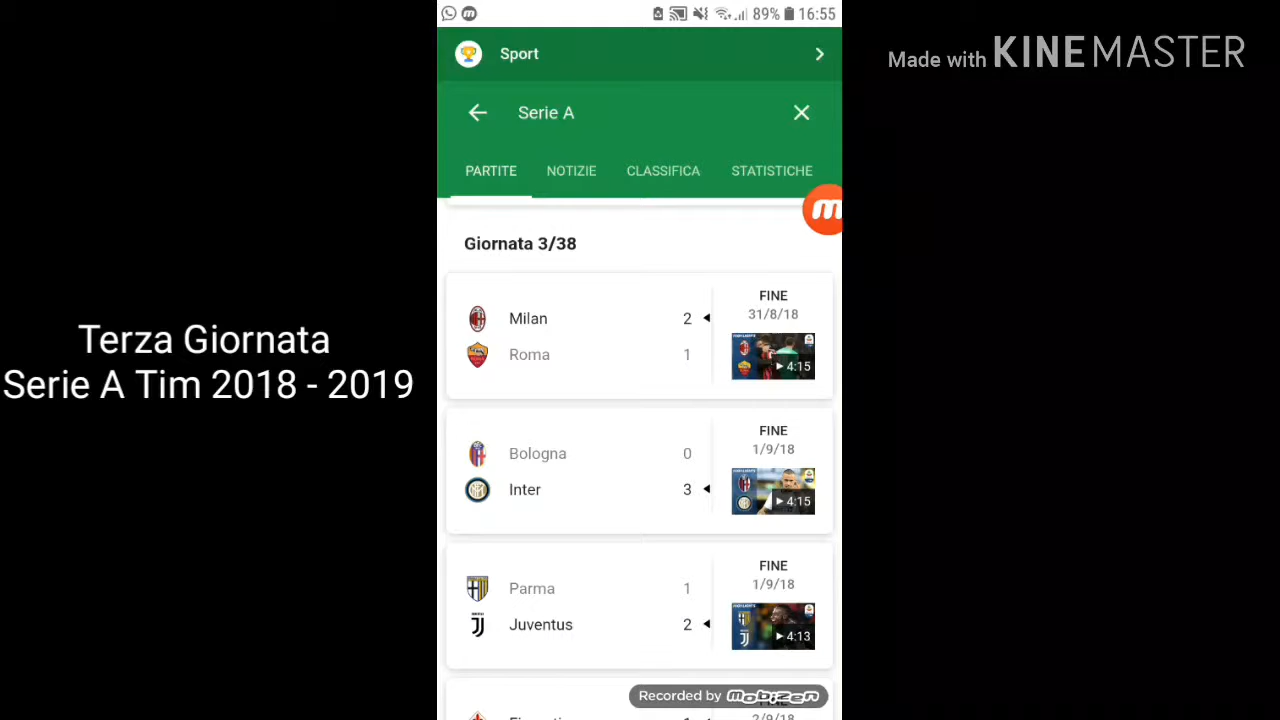 89% 16:55
Sport
Made with KINEMASTER
Serie A
PARTITE NOTIZIE CLASSIFICA STATISTICHE
Giornata 3/38
Milan 2
Roma 1
FINE
31/8/18
4:15
Terza Giornata
Serie A Tim 2018 - 2019
Bologna 0
Inter 3
FINE
1/9/18
4:15
Parma 1
Juventus 2
FINE
1/9/18
4:13
Recorded by mobizen
2/9/18